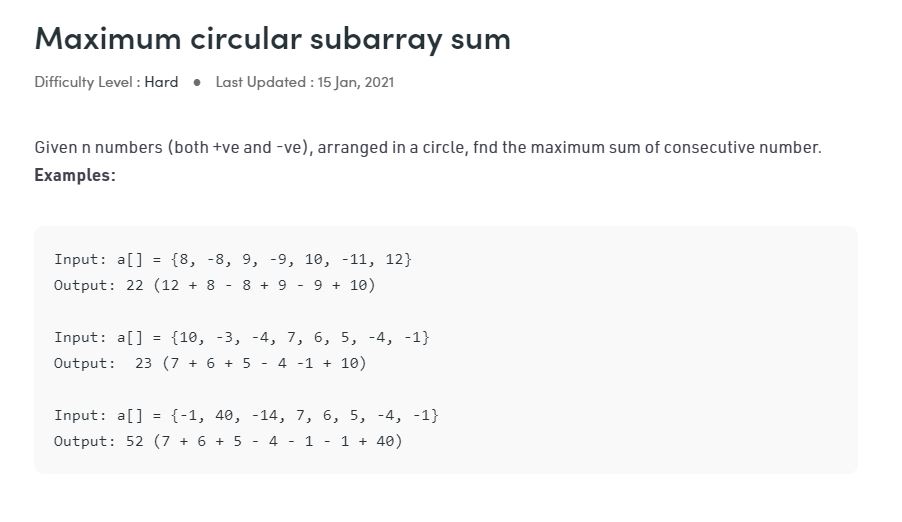 Maximum circular subarray sum
Difficulty Level : Hard ● Last Updated : 15 Jan, 2021
Given n numbers (both +ve and -ve), arranged in a circle, fnd the maximum sum of consecutive number.
Examples:
Input: a[] = {8, -8, 9, -9, 10, -11, 12}
Output: 22 (12 + 8 - 8 + 9 - 9 + 10)
Input: a[] = {10, -3, -4, 7, 6, 5, -4, -1}
Output:  23 (7 + 6 + 5 - 4 -1 + 10)
Input: a[] = {-1, 40, -14, 7, 6, 5, -4, -1}
Output: 52 (7 + 6 + 5 - 4 - 1 - 1 + 40)